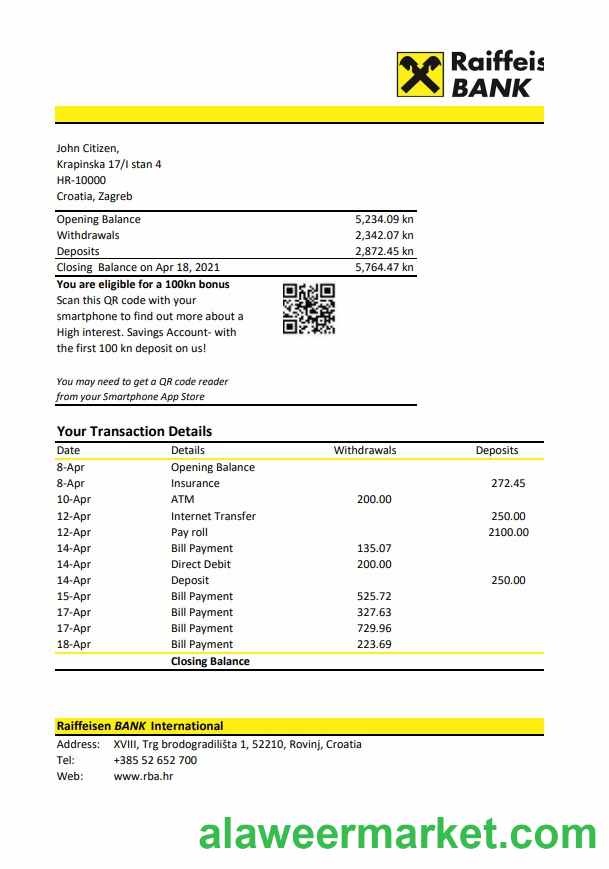 Raiffeis
BANK
John Citizen,
Krapinska 17/I stan 4
HR-10000
Croatia, Zagreb
Opening Balance 5,234.09 kn
Withdrawals 2,342.07 kn
Deposits 2,872.45 kn
Closing Balance on Apr 18, 2021 5,764.47 kn
You are eligible for a 100kn bonus
Scan this QR code with your
smartphone to find out more about a
High interest. Savings Account- with
the first 100 kn deposit on us!
You may need to get a QR code reader
from your Smartphone App Store
Your Transaction Details
Date Details Withdrawals Deposits
8-Apr Opening Balance
8-Apr Insurance 272.45
10-Apr ATM 200.00
12-Apr Internet Transfer 250.00
12-Apr Pay roll 2100.00
14-Apr Bill Payment 135.07
14-Apr Direct Debit 200.00
14-Apr Deposit 250.00
15-Apr Bill Payment 525.72
17-Apr Bill Payment 327.63
17-Apr Bill Payment 729.96
18-Apr Bill Payment 223.69
Closing Balance
Raiffeisen BANK International
Address: XVIII, Trg brodogradilišta 1, 52210, Rovinj, Croatia
Tel: +385 52 652 700
Web: www.rba.hr
alaweermarket.com